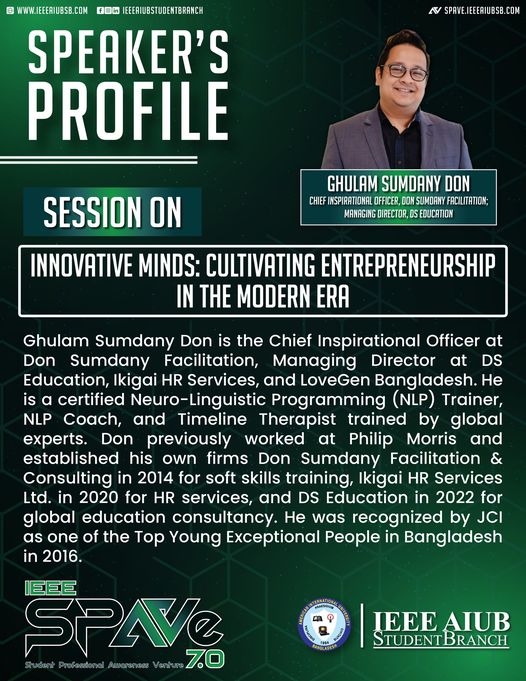 WWW.IEEEAIUBSB.COM IEEEAIUBSTUDENTBRANCH
SPAVE.IEEEAIUBSB.COM
SPEAKER'S
PROFILE
GHULAM SUMDANY DON
CHIEF INSPIRATIONAL OFFICER, DON SUMDANY FACILITATION;
MANAGING DIRECTOR, DS EDUCATION
SESSION ON
INNOVATIVE MINDS: CULTIVATING ENTREPRENEURSHIP
IN THE MODERN ERA
Ghulam Sumdany Don is the Chief Inspirational Officer at
Don Sumdany Facilitation, Managing Director at DS
Education, Ikigai HR Services, and LoveGen Bangladesh. He
is a certified Neuro-Linguistic Programming (NLP) Trainer,
NLP Coach, and Timeline Therapist trained by global
experts. Don previously worked at Philip Morris and
established his own firms Don Sumdany Facilitation &
Consulting in 2014 for soft skills training, Ikigai HR Services
Ltd. in 2020 for HR services, and DS Education in 2022 for
global education consultancy. He was recognized by JCI
as one of the Top Young Exceptional People in Bangladesh
in 2016.
IEEE
SPAVe
Student Professional Awareness Venture 7.0
AMERICAN INTERNATIONAL UNIVERSITY
BANGLADESH
1994
IEEE AIUB
STUDENTBRANCH